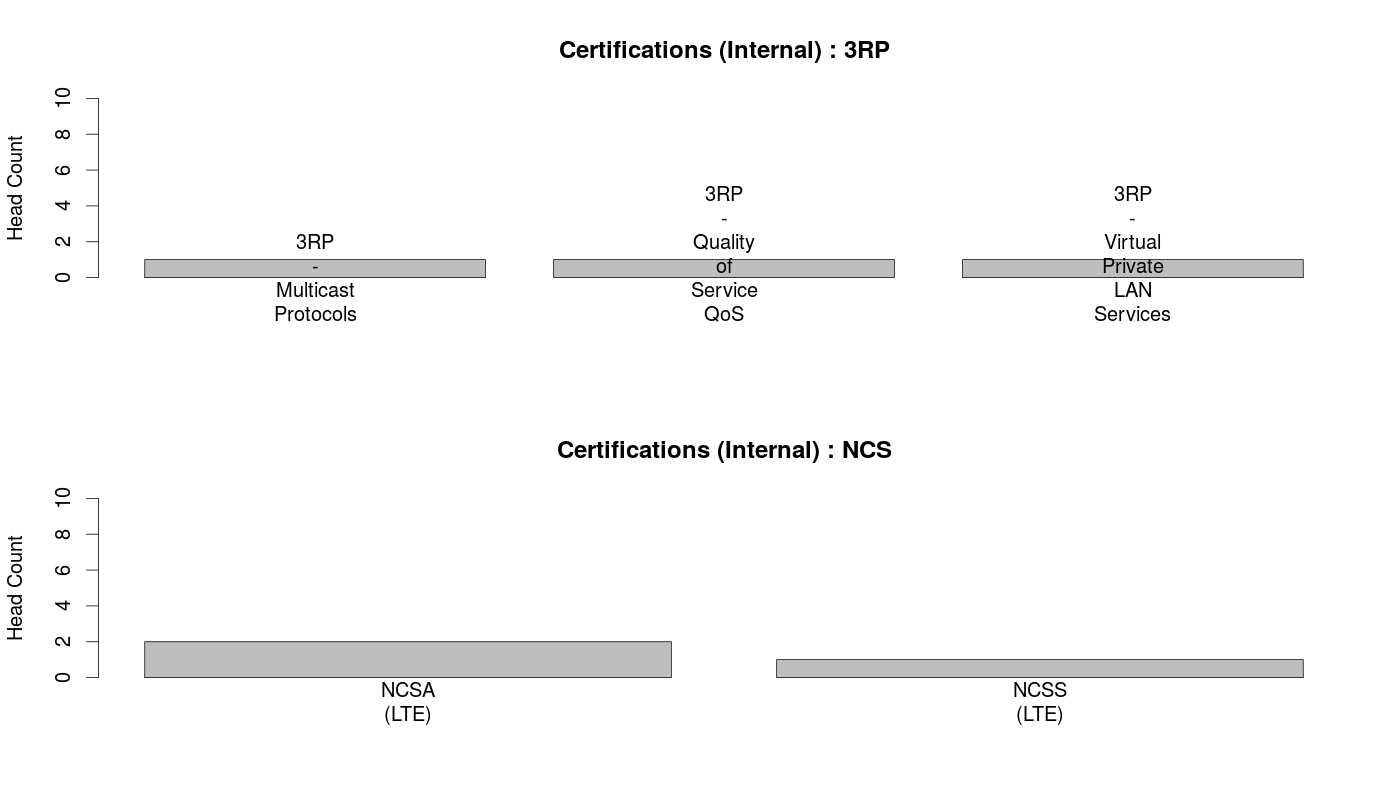 Certifications (Internal) : 3RP
Head Count
10
8
6
4
2
0
3RP
-
Multicast
Protocols
3RP
-
Quality
of
Service
QoS
3RP
-
Virtual
Private
LAN
Services
Certifications (Internal) : NCS
Head Count
10
8
6
4
2
0
NCSA
(LTE)
NCSS
(LTE)